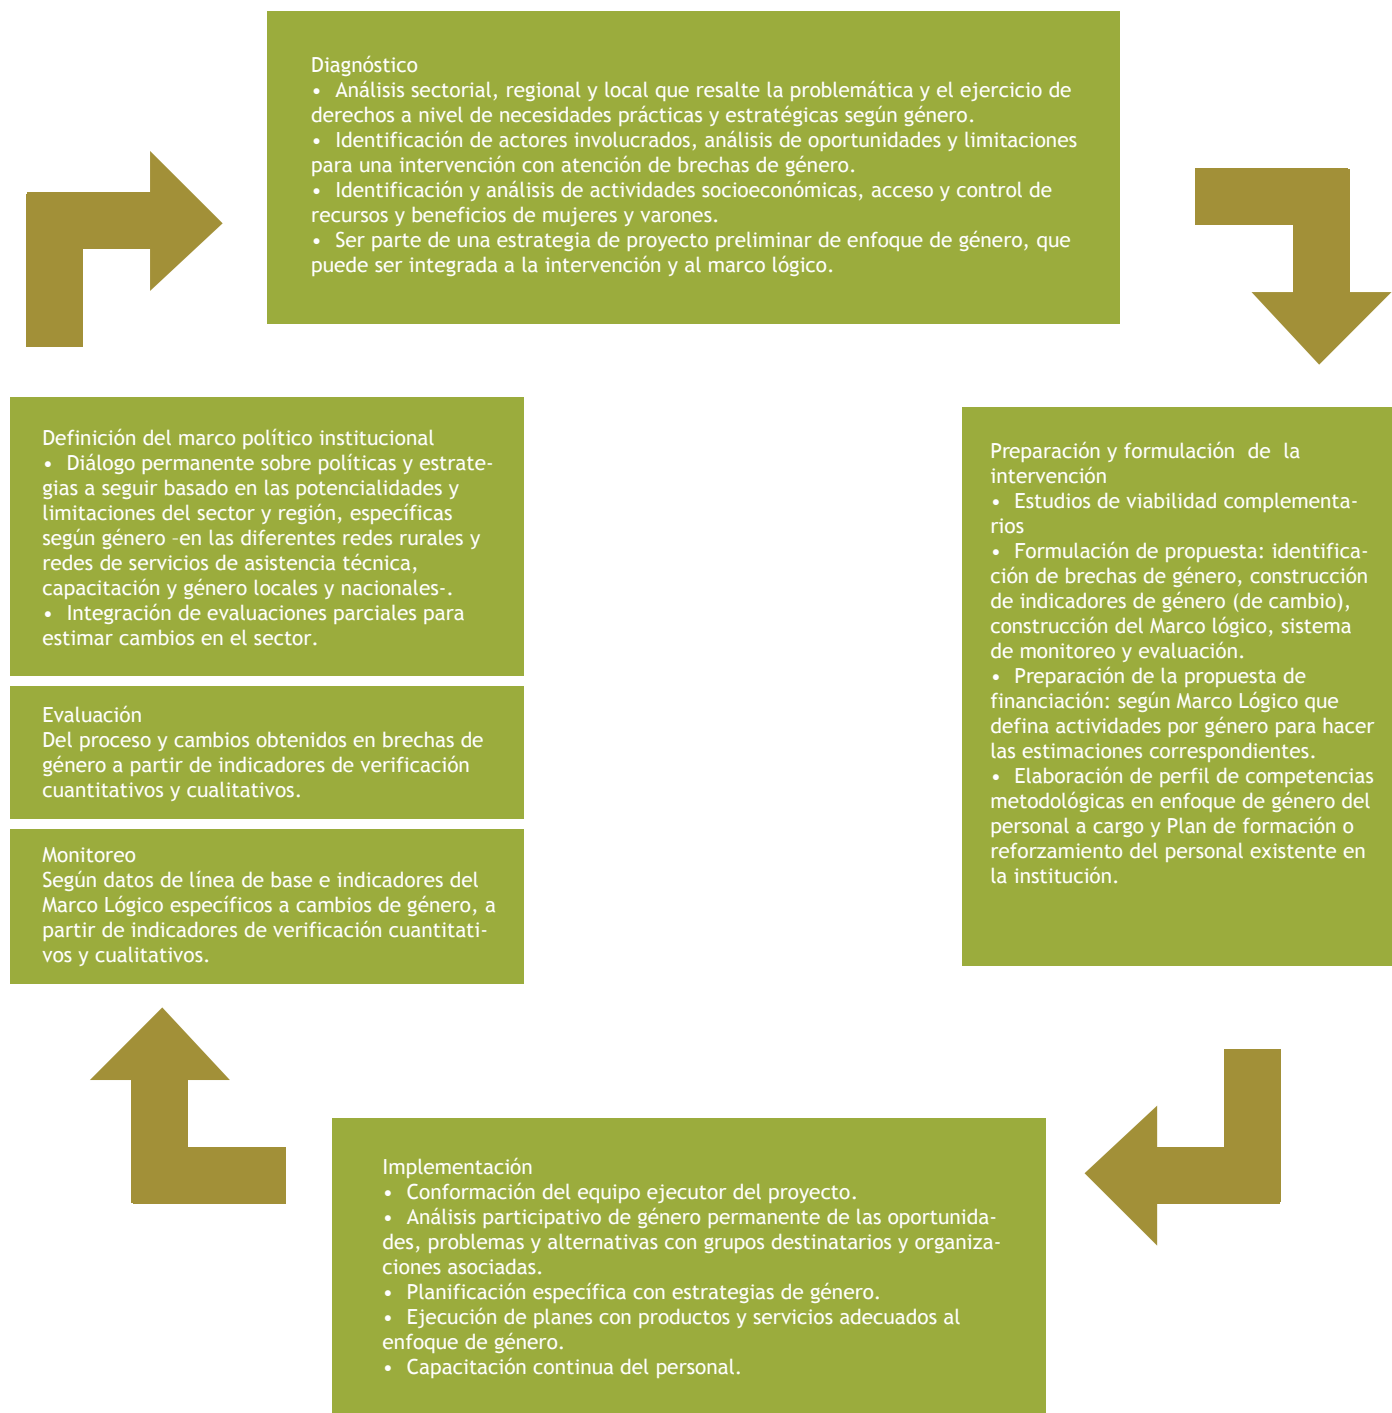 Diagnóstico
• Análisis sectorial, regional y local que resalte la problemática y el ejercicio de
derechos a nivel de necesidades prácticas y estratégicas según género.
• Identificación de actores involucrados, análisis de oportunidades y limitaciones
para una intervención con atención de brechas de género.
• Identificación y análisis de actividades socioeconómicas, acceso y control de
recursos y beneficios de mujeres y varones.
• Ser parte de una estrategia de proyecto preliminar de enfoque de género, que
puede ser integrada a la intervención y al marco lógico.
Definición del marco político institucional
• Diálogo permanente sobre políticas y estrate-
gias a seguir basado en las potencialidades y
limitaciones del sector y región, específicas
según género –en las diferentes redes rurales y
redes de servicios de asistencia técnica,
capacitación y género locales y nacionales-.
• Integración de evaluaciones parciales para
estimar cambios en el sector.
Evaluación
Del proceso y cambios obtenidos en brechas de
género a partir de indicadores de verificación
cuantitativos y cualitativos.
Monitoreo
Según datos de línea de base e indicadores del
Marco Lógico específicos a cambios de género, a
partir de indicadores de verificación cuantitati-
vos y cualitativos.
Preparación y formulación de la
intervención
• Estudios de viabilidad complementa-
rios
• Formulación de propuesta: identifica-
ción de brechas de género, construcción
de indicadores de género (de cambio),
construcción del Marco lógico, sistema
de monitoreo y evaluación.
• Preparación de la propuesta de
financiación: según Marco Lógico que
defina actividades por género para hacer
las estimaciones correspondientes.
• Elaboración de perfil de competencias
metodológicas en enfoque de género del
personal a cargo y Plan de formación o
reforzamiento del personal existente en
la institución.
Implementación
• Conformación del equipo ejecutor del proyecto.
• Análisis participativo de género permanente de las oportunida-
des, problemas y alternativas con grupos destinatarios y organiza-
ciones asociadas.
• Planificación específica con estrategias de género.
• Ejecución de planes con productos y servicios adecuados al
enfoque de género.
• Capacitación continua del personal.